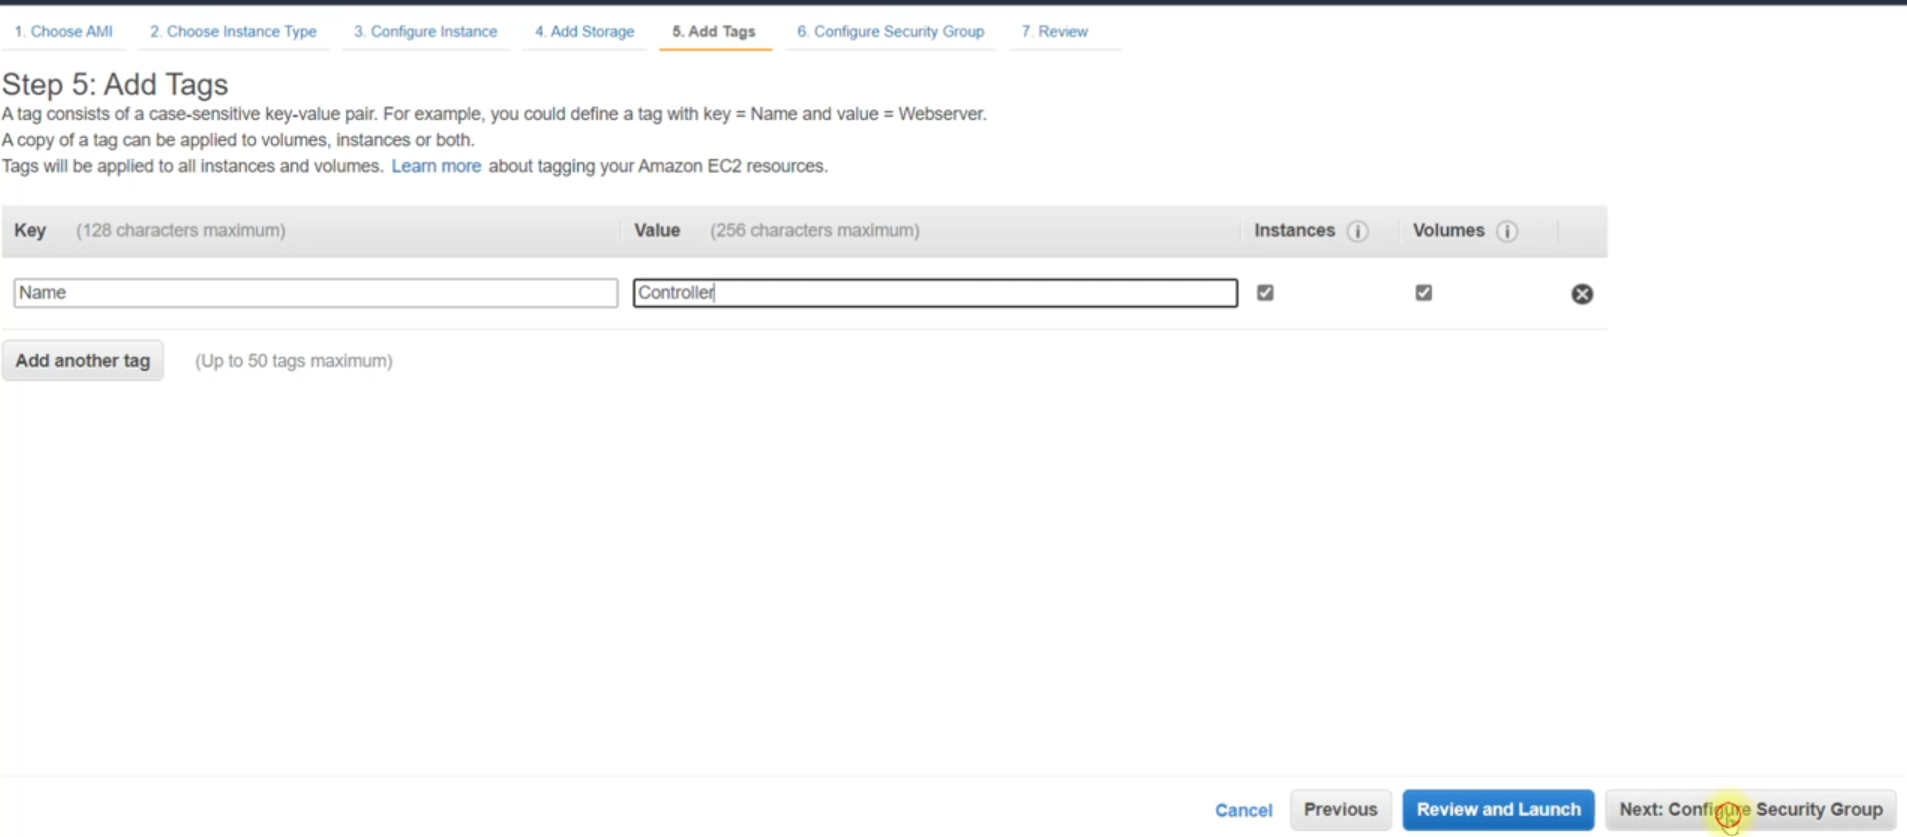 1. Choose AMI 2. Choose Instance Type 3. Configure Instance 4. Add Storage 5. Add Tags 6. Configure Security Group 7. Review
Step 5: Add Tags
A tag consists of a case-sensitive key-value pair. For example, you could define a tag with key = Name and value = Webserver.
A copy of a tag can be applied to volumes, instances or both.
Tags will be applied to all instances and volumes. Learn more about tagging your Amazon EC2 resources.
Key (128 characters maximum) Value (256 characters maximum) Instances Volumes
Name Controller
Add another tag (Up to 50 tags maximum)
Cancel Previous Review and Launch Next: Configure Security Group